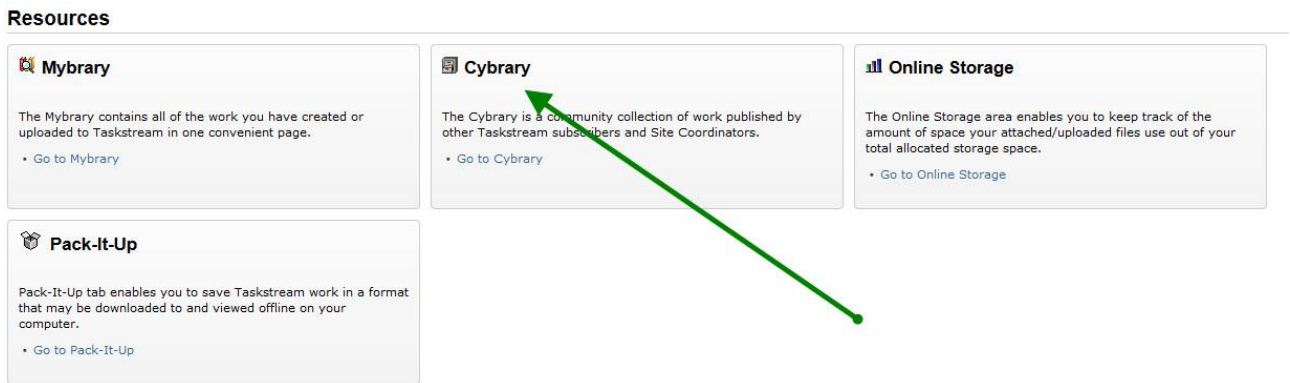 Resources
Mybrary
The Mybrary contains all of the work you have created or
uploaded to Taskstream in one convenient page.
• Go to Mybrary
Cybrary
The Cybrary is a community collection of work published by
other Taskstream subscribers and Site Coordinators.
• Go to Cybrary
Online Storage
The Online Storage area enables you to keep track of the
amount of space your attached/uploaded files use out of your
total allocated storage space.
• Go to Online Storage
Pack-It-Up
Pack-It-Up tab enables you to save Taskstream work in a format
that may be downloaded to and viewed offline on your
computer.
• Go to Pack-It-Up